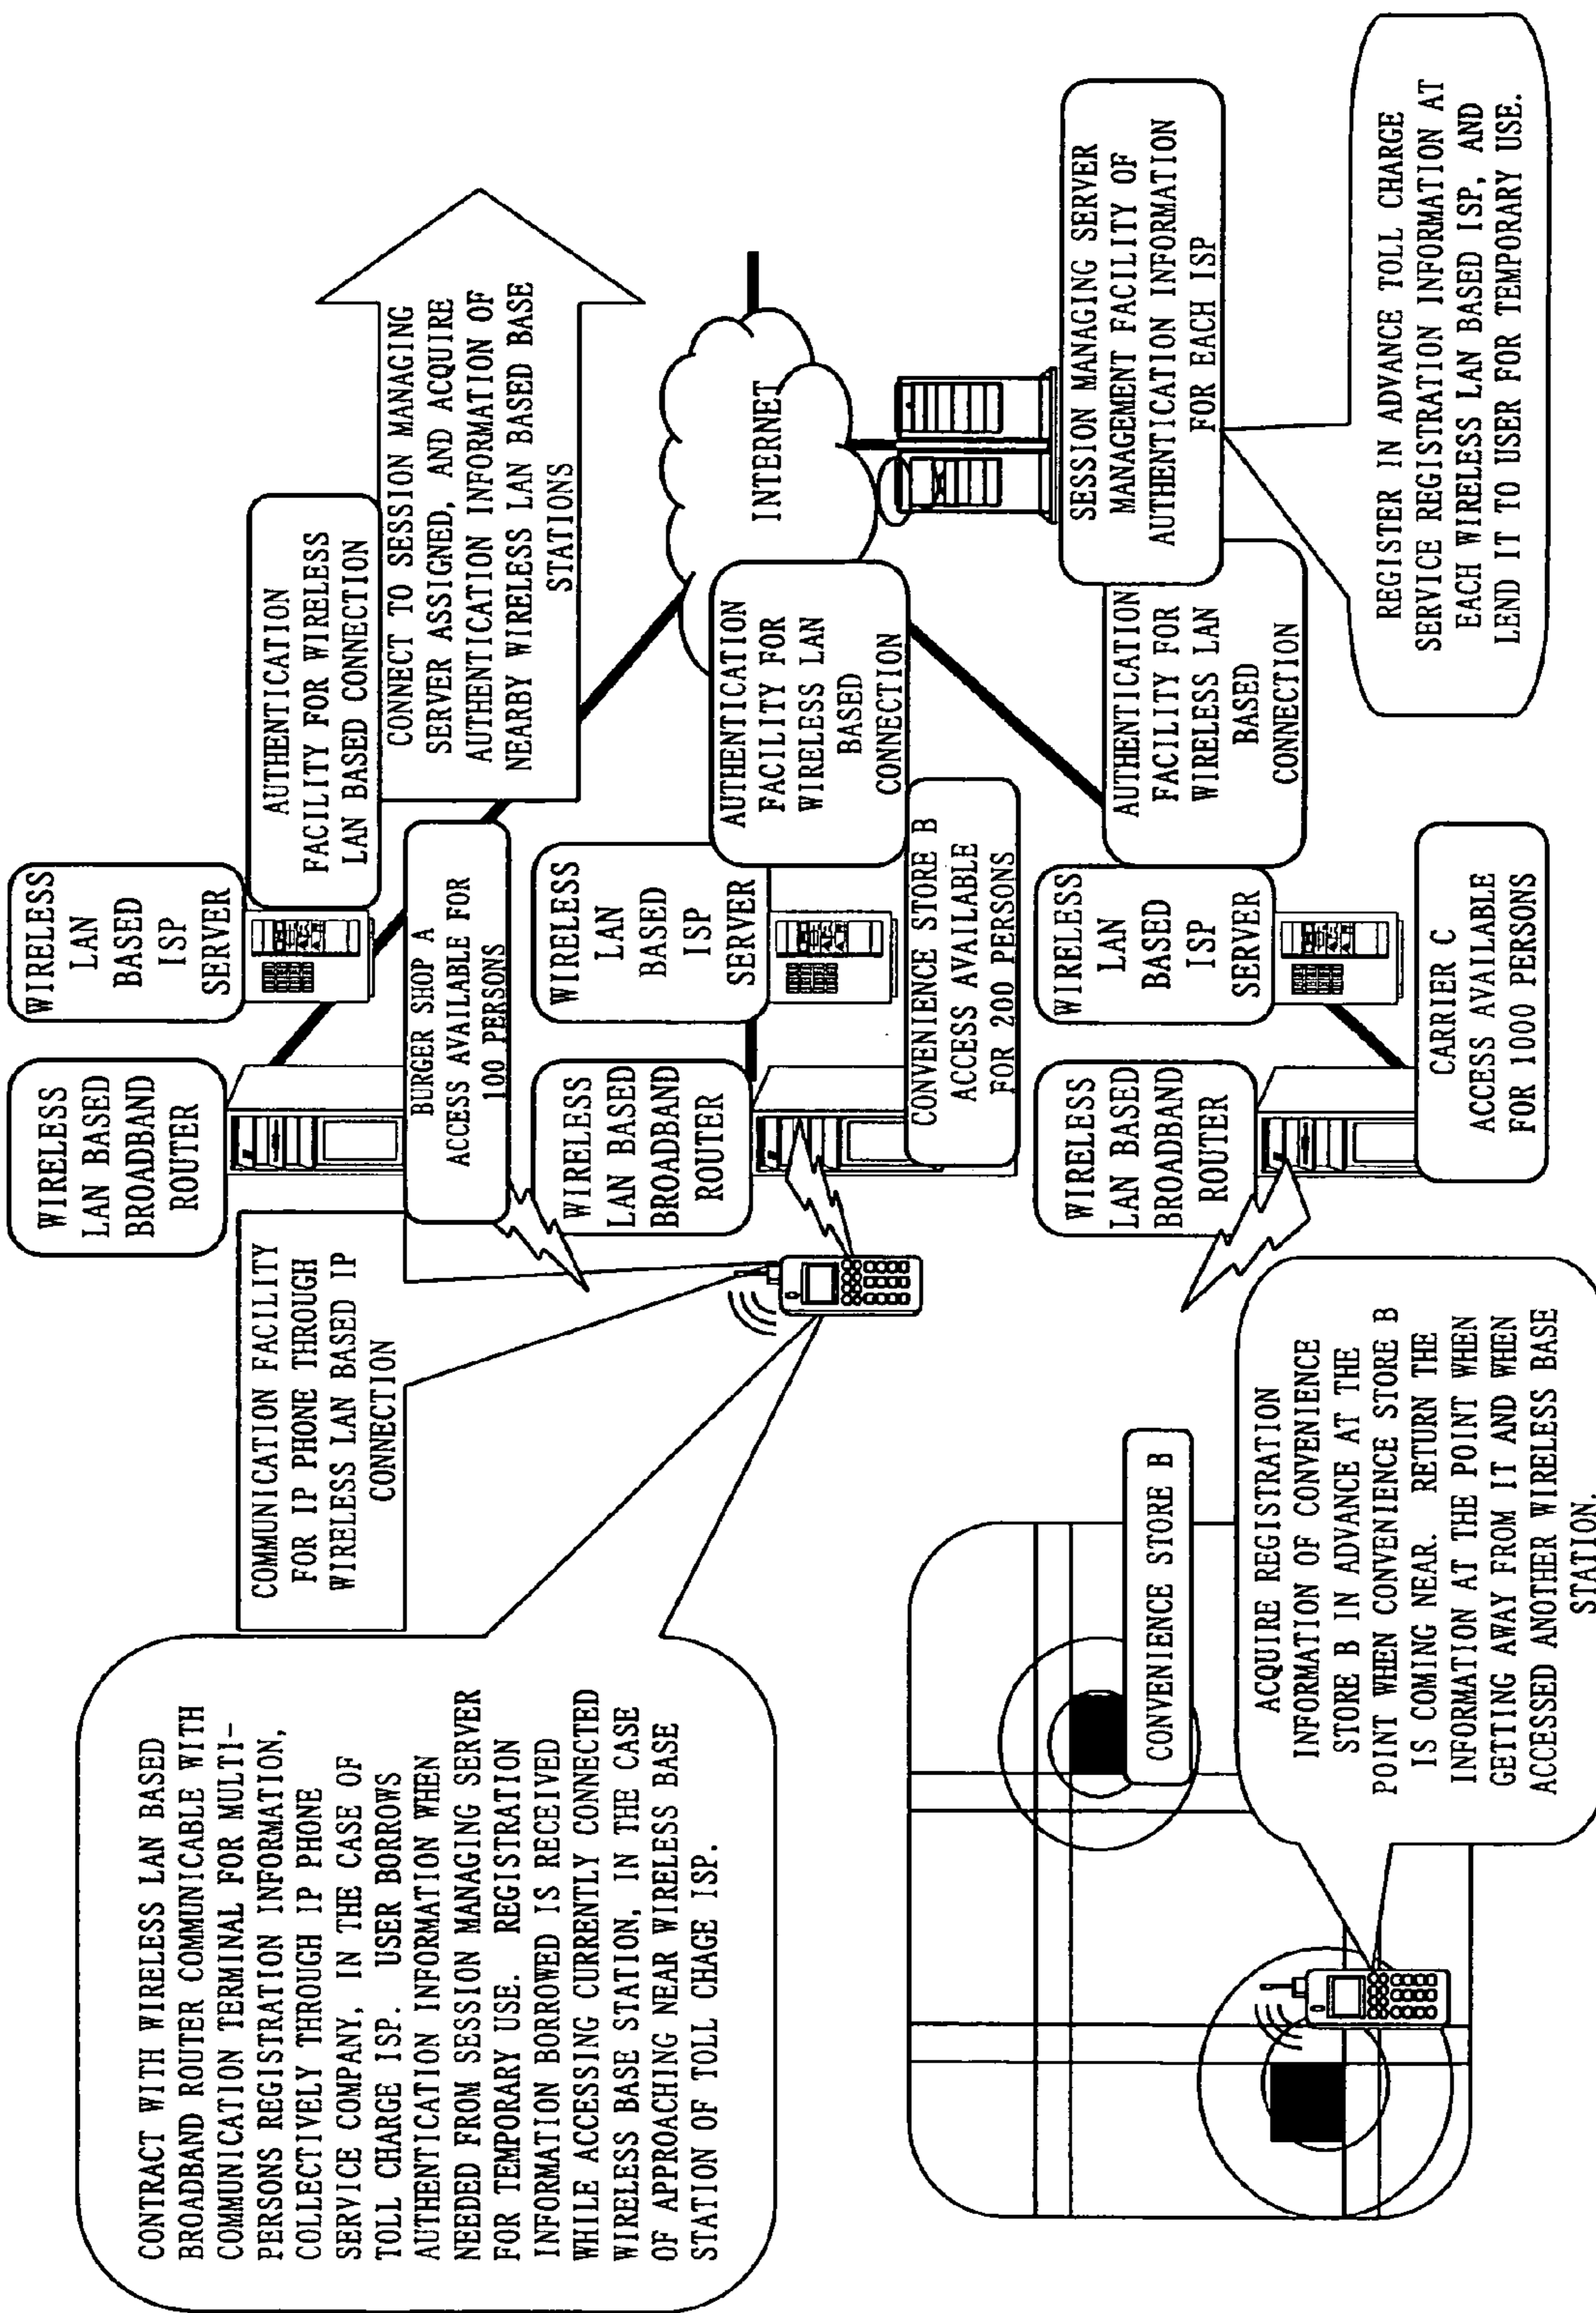 CONTRACT WITH WIRELESS LAN BASED
BROADBAND ROUTER COMMUNICABLE WITH
COMMUNICATION TERMINAL FOR MULTI-
PERSONS REGISTRATION INFORMATION,
COLLECTIVELY THROUGH IP PHONE
SERVICE COMPANY, IN THE CASE OF
TOLL CHARGE ISP. USER BORROWS
AUTHENTICATION INFORMATION WHEN
NEEDED FROM SESSION MANAGING SERVER
FOR TEMPORARY USE. REGISTRATION
INFORMATION BORROWED IS RECEIVED
WHILE ACCESSING CURRENTLY CONNECTED
WIRELESS BASE STATION, IN THE CASE
OF APPROACHING NEAR WIRELESS BASE
STATION OF TOLL CHAGE ISP.
COMMUNICATION FACILITY
FOR IP PHONE THROUGH
WIRELESS LAN BASED IP
CONNECTION
WIRELESS
LAN BASED
BROADBAND
ROUTER
WIRELESS
LAN
BASED
ISP
SERVER
AUTHENTICATION
FACILITY FOR WIRELESS
LAN BASED CONNECTION
CONNECT TO SESSION MANAGING
SERVER ASSIGNED, AND ACQUIRE
AUTHENTICATION INFORMATION OF
NEARBY WIRELESS LAN BASED BASE
STATIONS
BURGER SHOP A
ACCESS AVAILABLE FOR
100 PERSONS
WIRELESS
LAN BASED
BROADBAND
ROUTER
WIRELESS
LAN
BASED
ISP
SERVER
AUTHENTICATION
FACILITY FOR
WIRELESS LAN
BASED
CONNECTION
INTERNET
CONVENIENCE STORE B
ACCESS AVAILABLE
FOR 200 PERSONS
WIRELESS
LAN BASED
BROADBAND
ROUTER
WIRELESS
LAN
BASED
ISP
SERVER
AUTHENTICATION
FACILITY FOR
WIRELESS LAN
BASED
CONNECTION
SESSION MANAGING SERVER
MANAGEMENT FACILITY OF
AUTHENTICATION INFORMATION
FOR EACH ISP
CARRIER C
ACCESS AVAILABLE
FOR 1000 PERSONS
REGISTER IN ADVANCE TOLL CHARGE
SERVICE REGISTRATION INFORMATION AT
EACH WIRELESS LAN BASED ISP, AND
LEND IT TO USER FOR TEMPORARY USE.
CONVENIENCE STORE B
ACQUIRE REGISTRATION
INFORMATION OF CONVENIENCE
STORE B IN ADVANCE AT THE
POINT WHEN CONVENIENCE STORE B
IS COMING NEAR. RETURN THE
INFORMATION AT THE POINT WHEN
GETTING AWAY FROM IT AND WHEN
ACCESSED ANOTHER WIRELESS BASE
STATION.